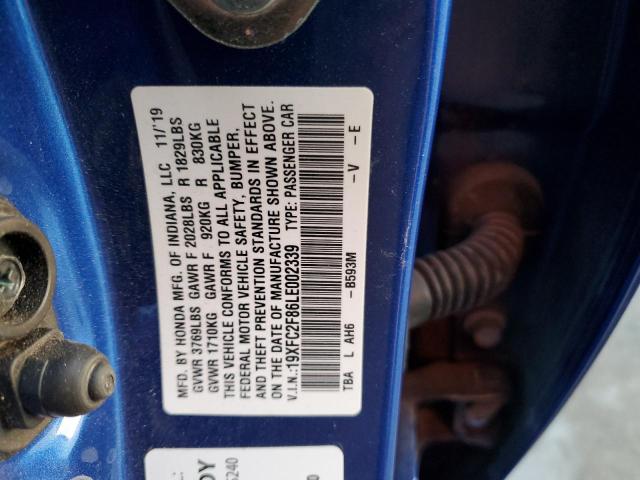 MFD. BY HONDA MFG. OF INDIANA, LLC 11/'19
GVWR 3769LBS GAWR F 2028LBS R 1829LBS
GVWR 1710KG GAWR F 920KG R 830KG
THIS VEHICLE CONFORMS TO ALL APPLICABLE
FEDERAL MOTOR VEHICLE SAFETY, BUMPER,
AND THEFT PREVENTION STANDARDS IN EFFECT
ON THE DATE OF MANUFACTURE SHOWN ABOVE.
V.I.N.:19XFC2F86LE002339 TYPE: PASSENGER CAR
TBA L AH6 -B593M -V -E